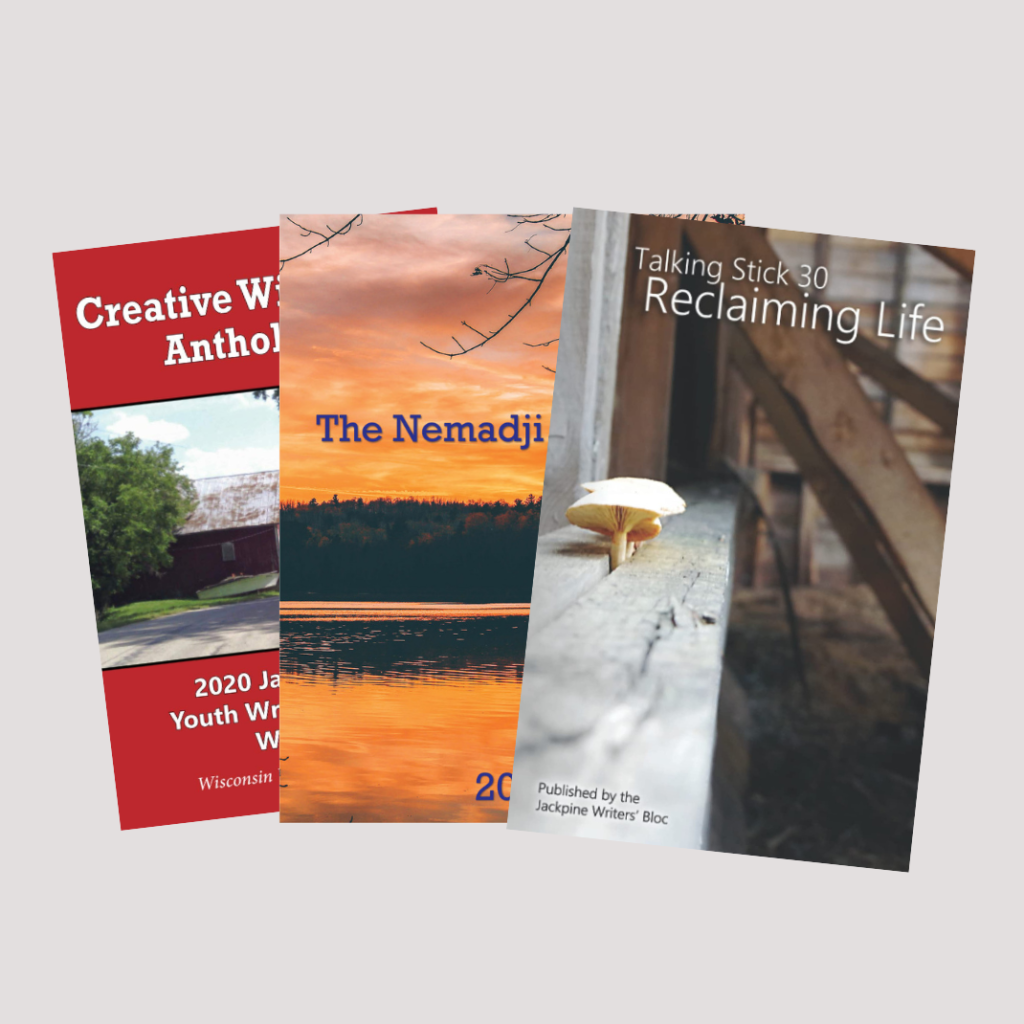 Creative Wi
Anthol
2020 Ja
Youth Wr
W
Wisconsin
The Nemadji
20
Talking Stick 30
Reclaiming Life
Published by the
Jackpine Writers' Bloc